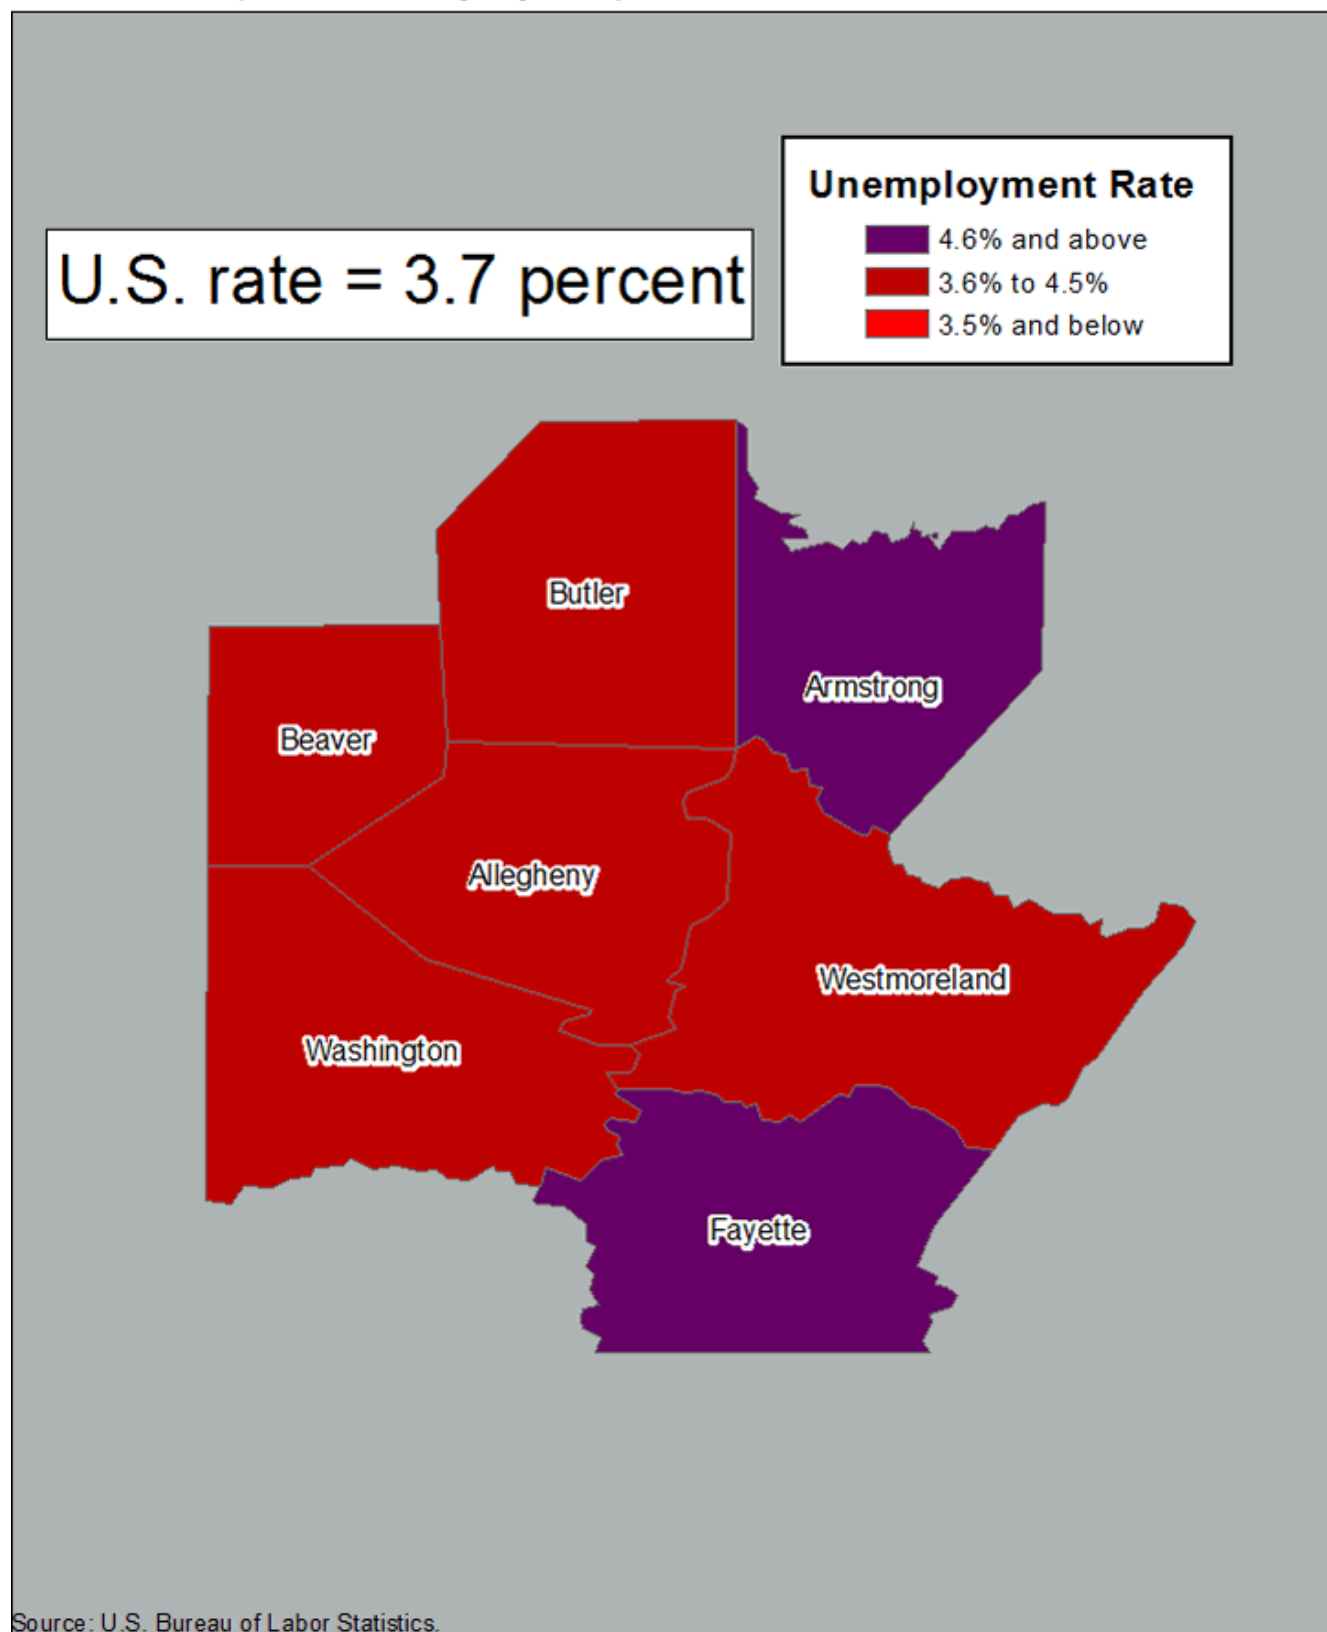 Unemployment Rate
4.6% and above
U.S. rate = 3.7 percent
3.6% to 4.5%
3.5% and below
Butler
Armstrong
Beaver
Allegheny
Westmoreland
Washington
Fayette
Source: U.S. Bureau of Labor Statistics.